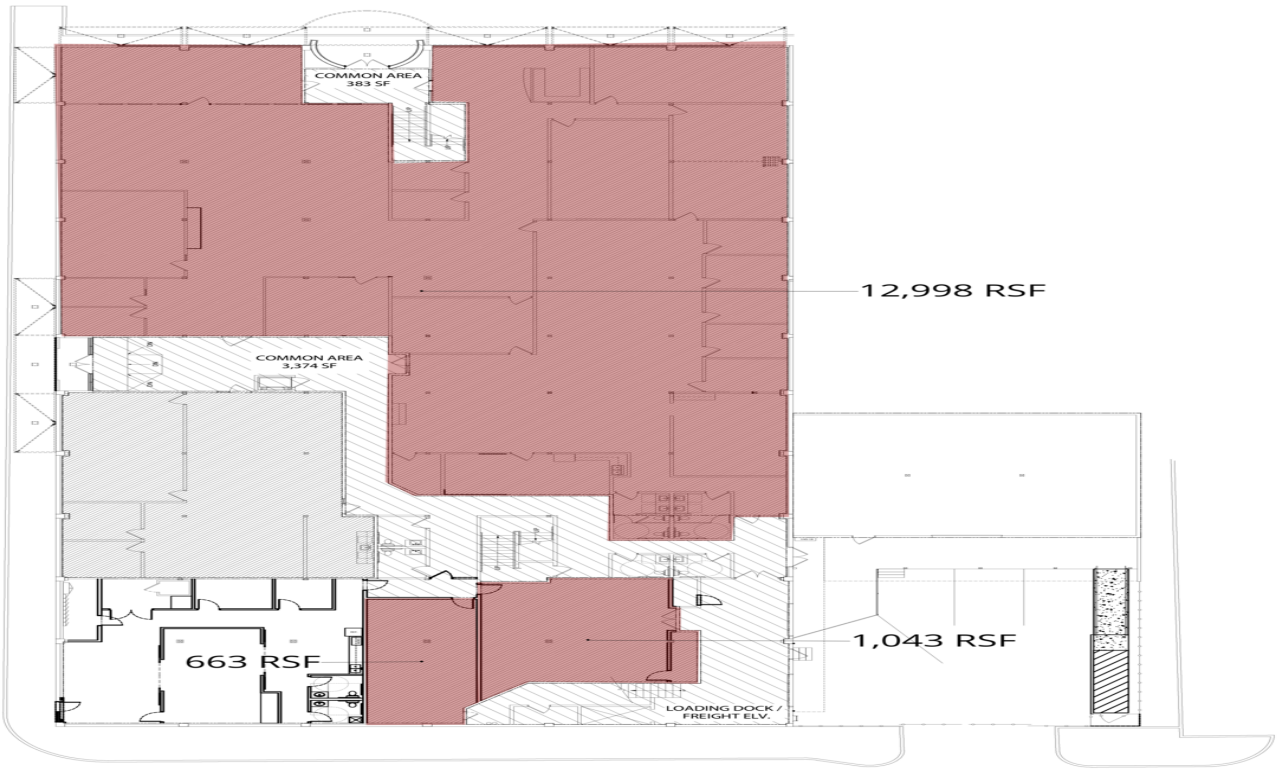 COMMON AREA
383 SF
12,998 RSF
COMMON AREA
3,374 SF
1,043 RSF
663 RSF
LOADING DOCK /
FREIGHT ELV.